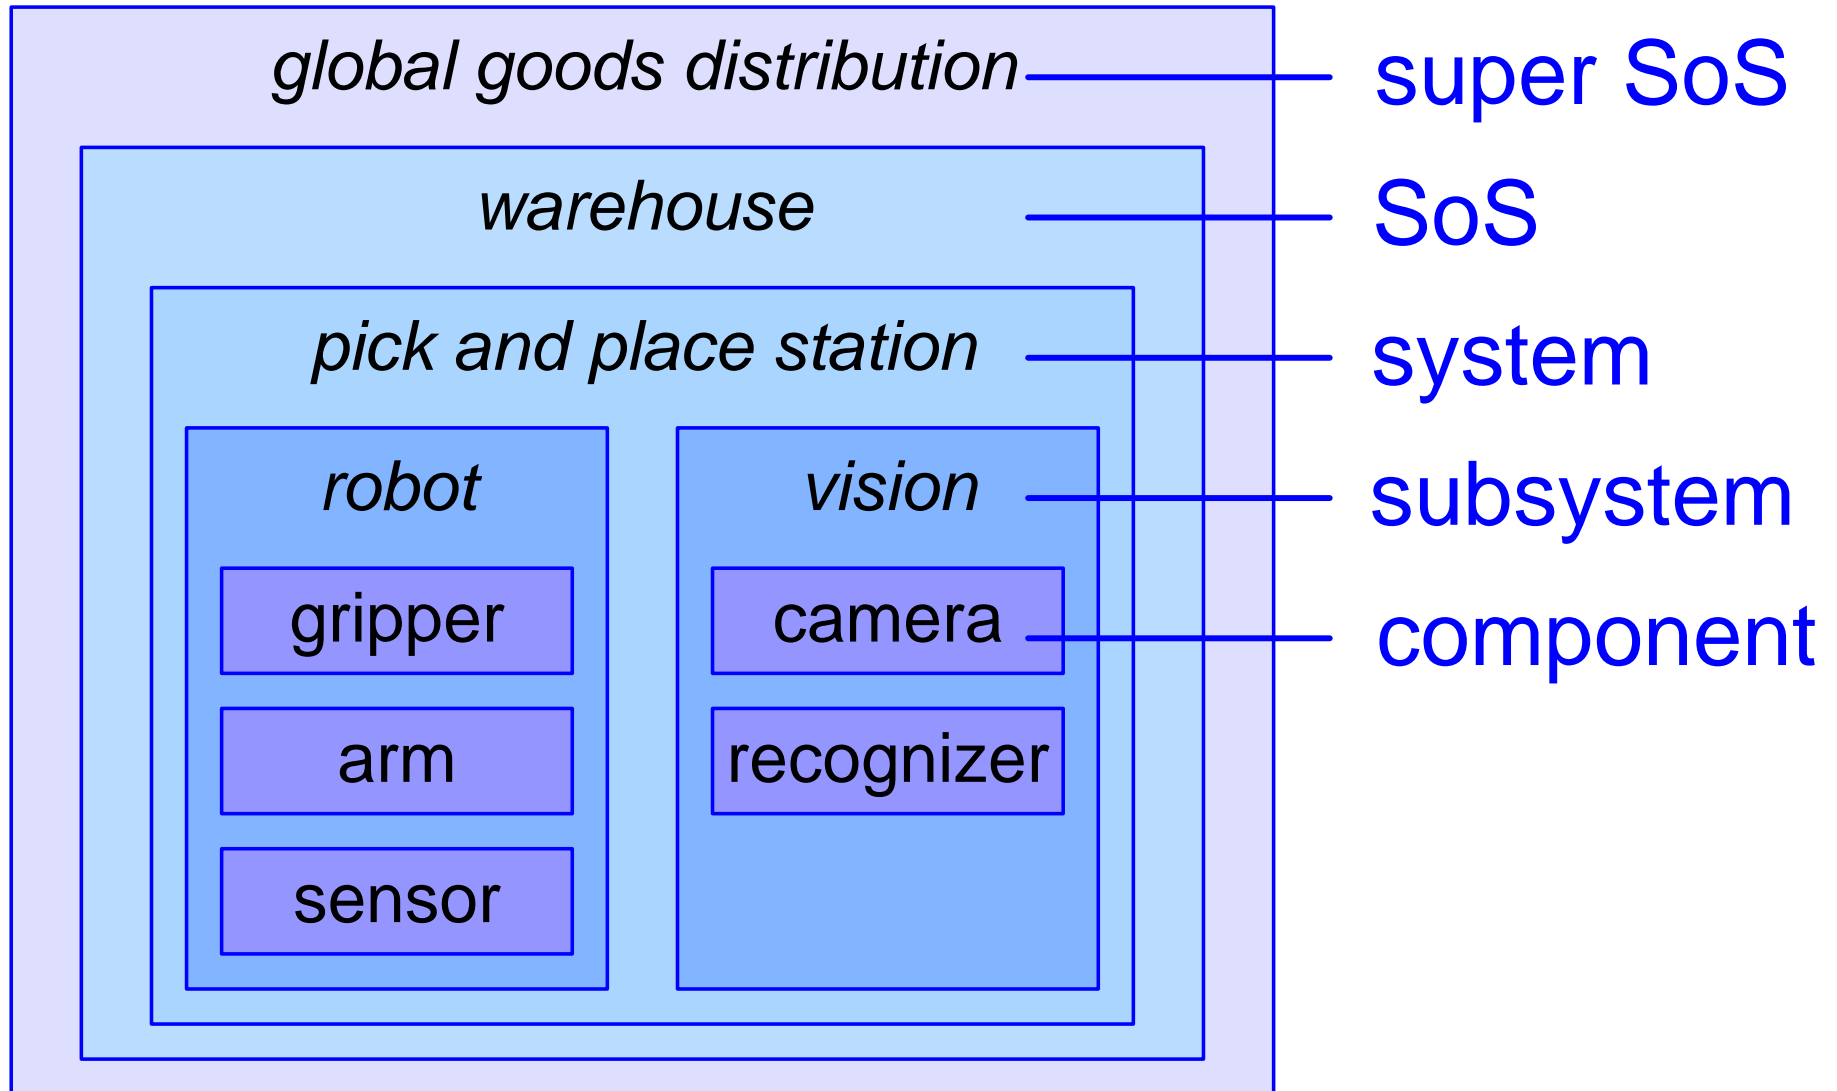 global goods distribution
super SoS
warehouse
SoS
pick and place station
system
robot
vision
subsystem
gripper
camera
component
arm
recognizer
sensor